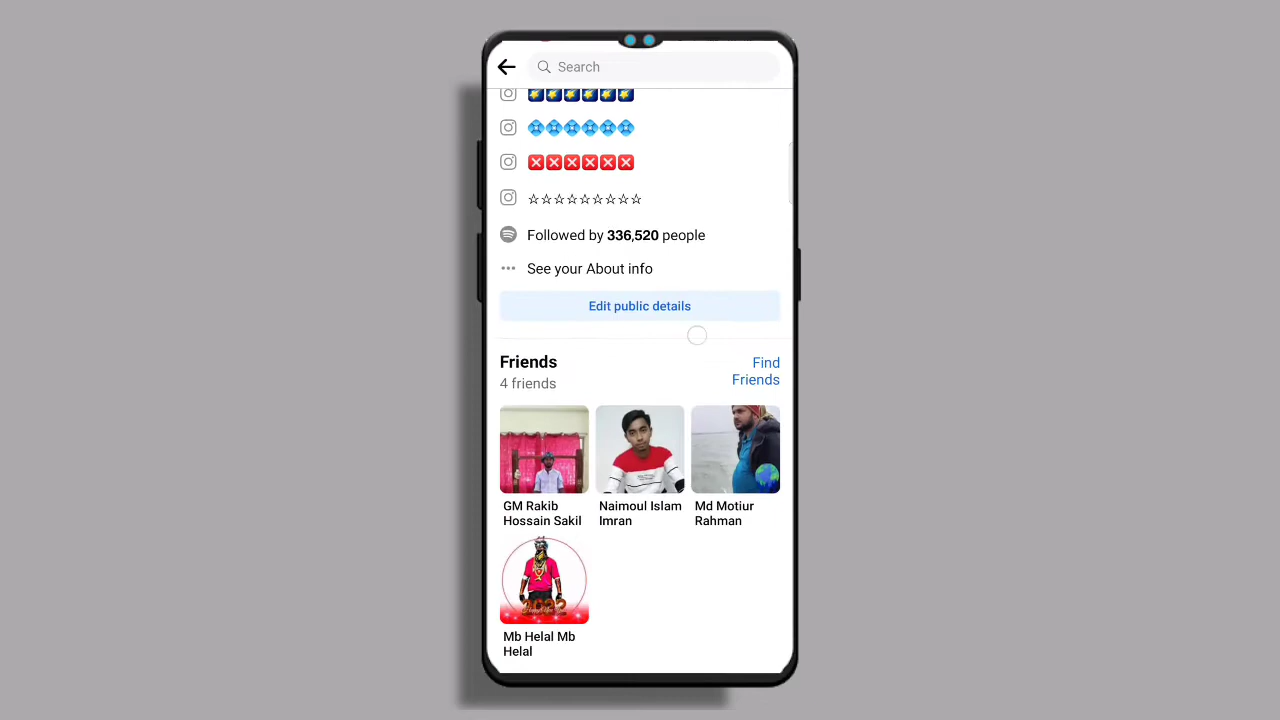 Search
☆☆☆☆☆☆☆☆☆
Followed by 336,520 people
See your About info
Edit public details
Friends
Find Friends
4 friends
GM Rakib Hossain Sakil
Naimoul Islam Imran
Md Motiur Rahman
2022
Mb Helal Mb Helal